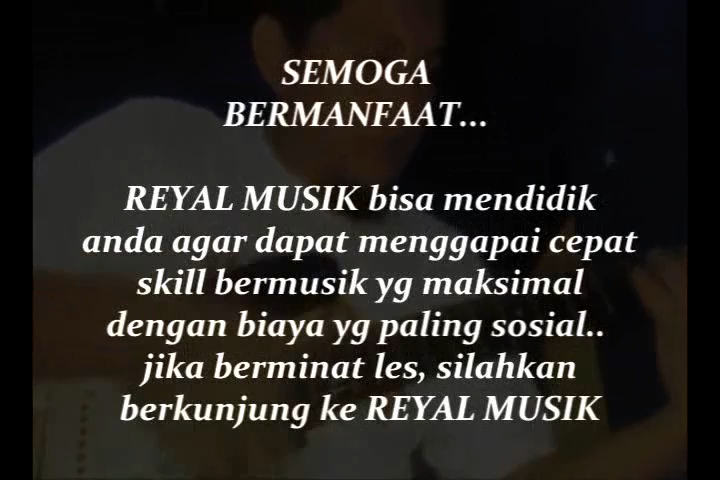 SEMOGA
BERMANFAAT...
REYAL MUSIK bisa mendidik
anda agar dapat menggapai cepat
skill bermusik yg maksimal
dengan biaya yg paling sosial..
jika berminat les, silahkan
berkunjung ke REYAL MUSIK